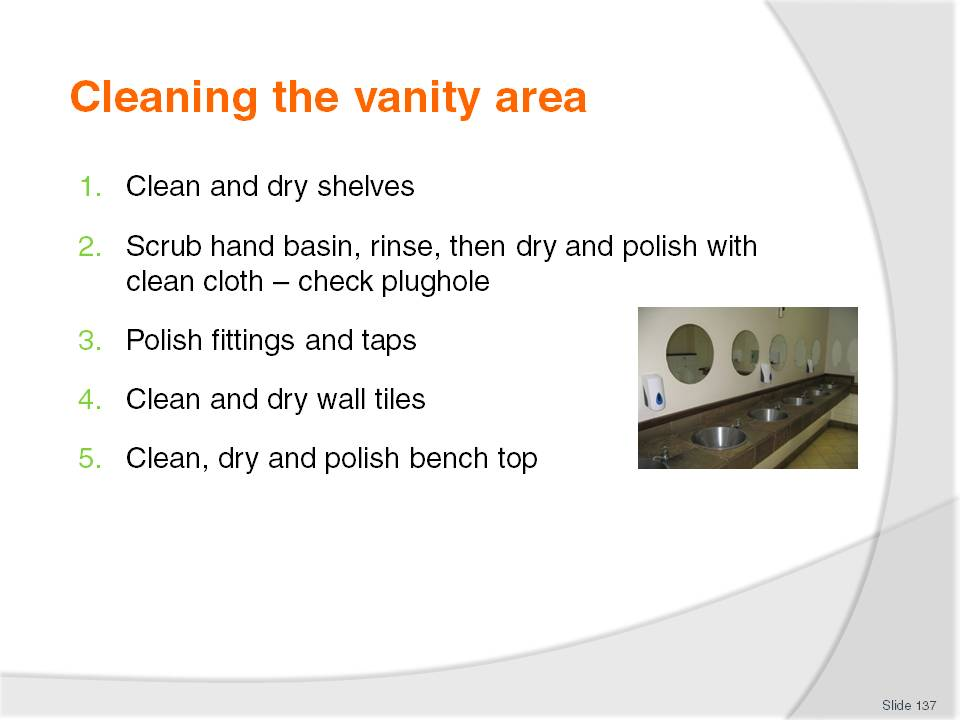 Cleaning the vanity area
1. Clean and dry shelves
2. Scrub hand basin, rinse, then dry and polish with
clean cloth – check plughole
3. Polish fittings and taps
4. Clean and dry wall tiles
5. Clean, dry and polish bench top
Slide 137